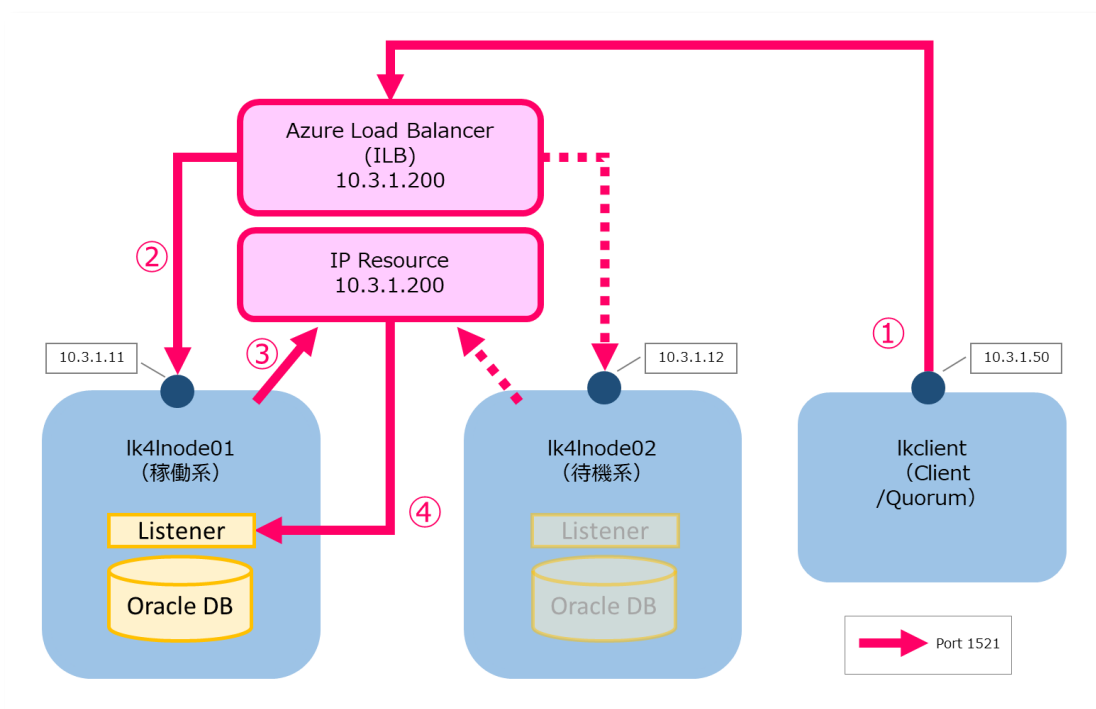 Azure Load Balancer
(ILB)
10.3.1.200
②
IP Resource
10.3.1.200
①
③
10.3.1.11
10.3.1.12
10.3.1.50
lk4lnode01
（稼働系）
lk4lnode02
（待機系）
lkclient
（Client
/Quorum）
④
Listener
Oracle DB
Listener
Oracle DB
Port 1521